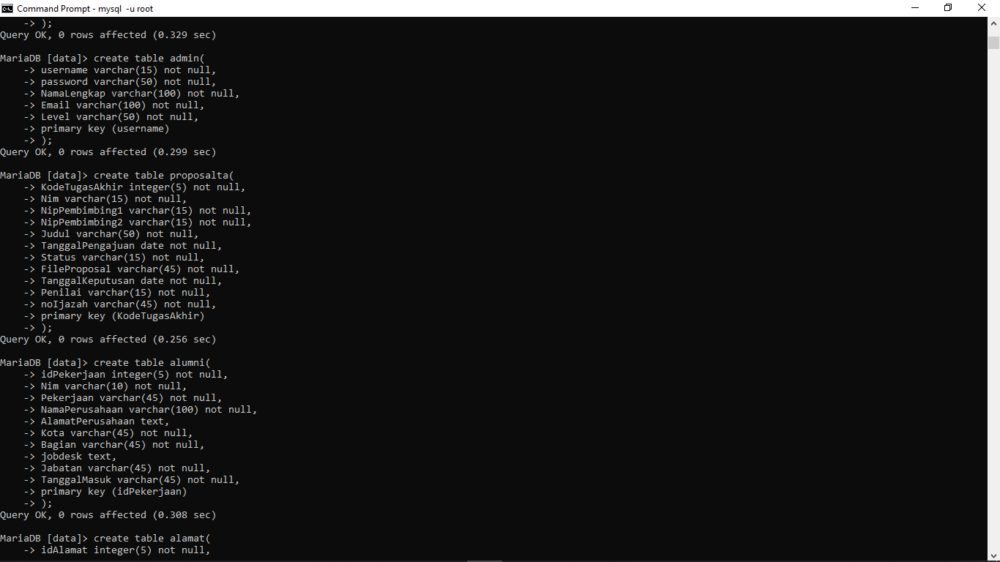 Command Prompt - mysql  -u root
    -> );
Query OK, 0 rows affected (0.329 sec)

MariaDB [data]> create table admin(
    -> username varchar(15) not null,
    -> password varchar(50) not null,
    -> NamaLengkap varchar(100) not null,
    -> Email varchar(100) not null,
    -> Level varchar(50) not null,
    -> primary key (username)
    -> );
Query OK, 0 rows affected (0.299 sec)

MariaDB [data]> create table proposalta(
    -> KodeTugasAkhir integer(5) not null,
    -> Nim varchar(15) not null,
    -> NipPembimbing1 varchar(15) not null,
    -> NipPembimbing2 varchar(15) not null,
    -> Judul varchar(50) not null,
    -> TanggalPengajuan date not null,
    -> Status varchar(15) not null,
    -> FileProposal varchar(45) not null,
    -> TanggalKeputusan date not null,
    -> Penilai varchar(15) not null,
    -> noIjazah varchar(45) not null,
    -> primary key (KodeTugasAkhir)
    -> );
Query OK, 0 rows affected (0.256 sec)

MariaDB [data]> create table alumni(
    -> idPekerjaan integer(5) not null,
    -> Nim varchar(10) not null,
    -> Pekerjaan varchar(45) not null,
    -> NamaPerusahaan varchar(100) not null,
    -> AlamatPerusahaan text,
    -> Kota varchar(45) not null,
    -> Bagian varchar(45) not null,
    -> jobdesk text,
    -> Jabatan varchar(45) not null,
    -> TanggalMasuk varchar(45) not null,
    -> primary key (idPekerjaan)
    -> );
Query OK, 0 rows affected (0.308 sec)

MariaDB [data]> create table alamat(
    -> idAlamat integer(5) not null,